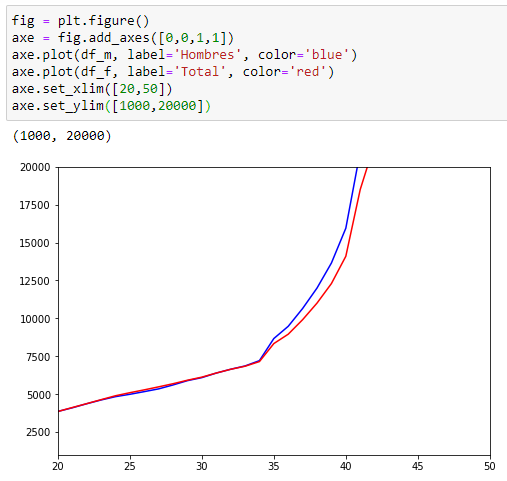 fig = plt.figure()
axe = fig.add_axes([0,0,1,1])
axe.plot(df_m, label='Hombres', color='blue')
axe.plot(df_f, label='Total', color='red')
axe.set_xlim([20,50])
axe.set_ylim([1000,20000])
(1000, 20000)
20000
17500
15000
12500
10000
7500
5000
2500
20 25 30 35 40 45 50